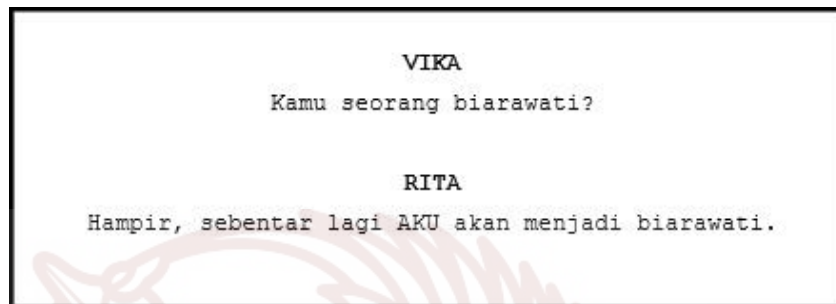 VIKA
Kamu seorang biarawati?
RITA
Hampir, sebentar lagi AKU akan menjadi biarawati.